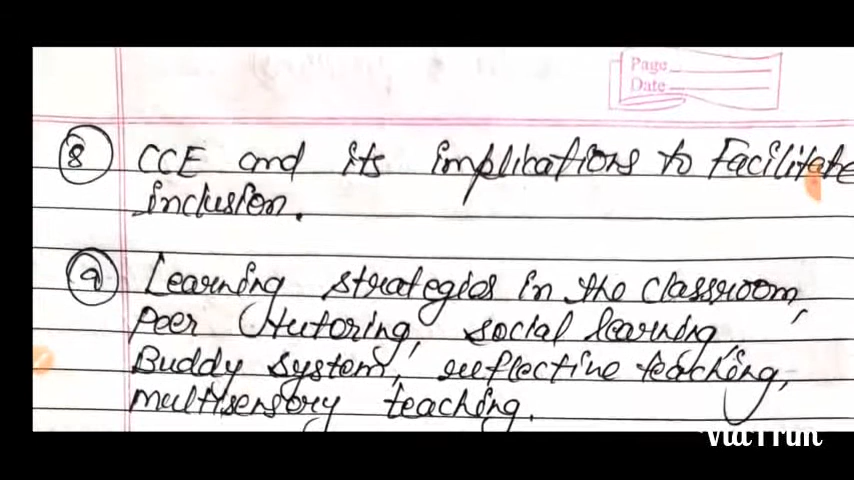 Page
Date
8 CCE and its implications to Facilitate
inclusion.
9 Learning strategies in the classroom,
Peer tutoring, social learning,
Buddy system, reflective teaching,
multisensory teaching.